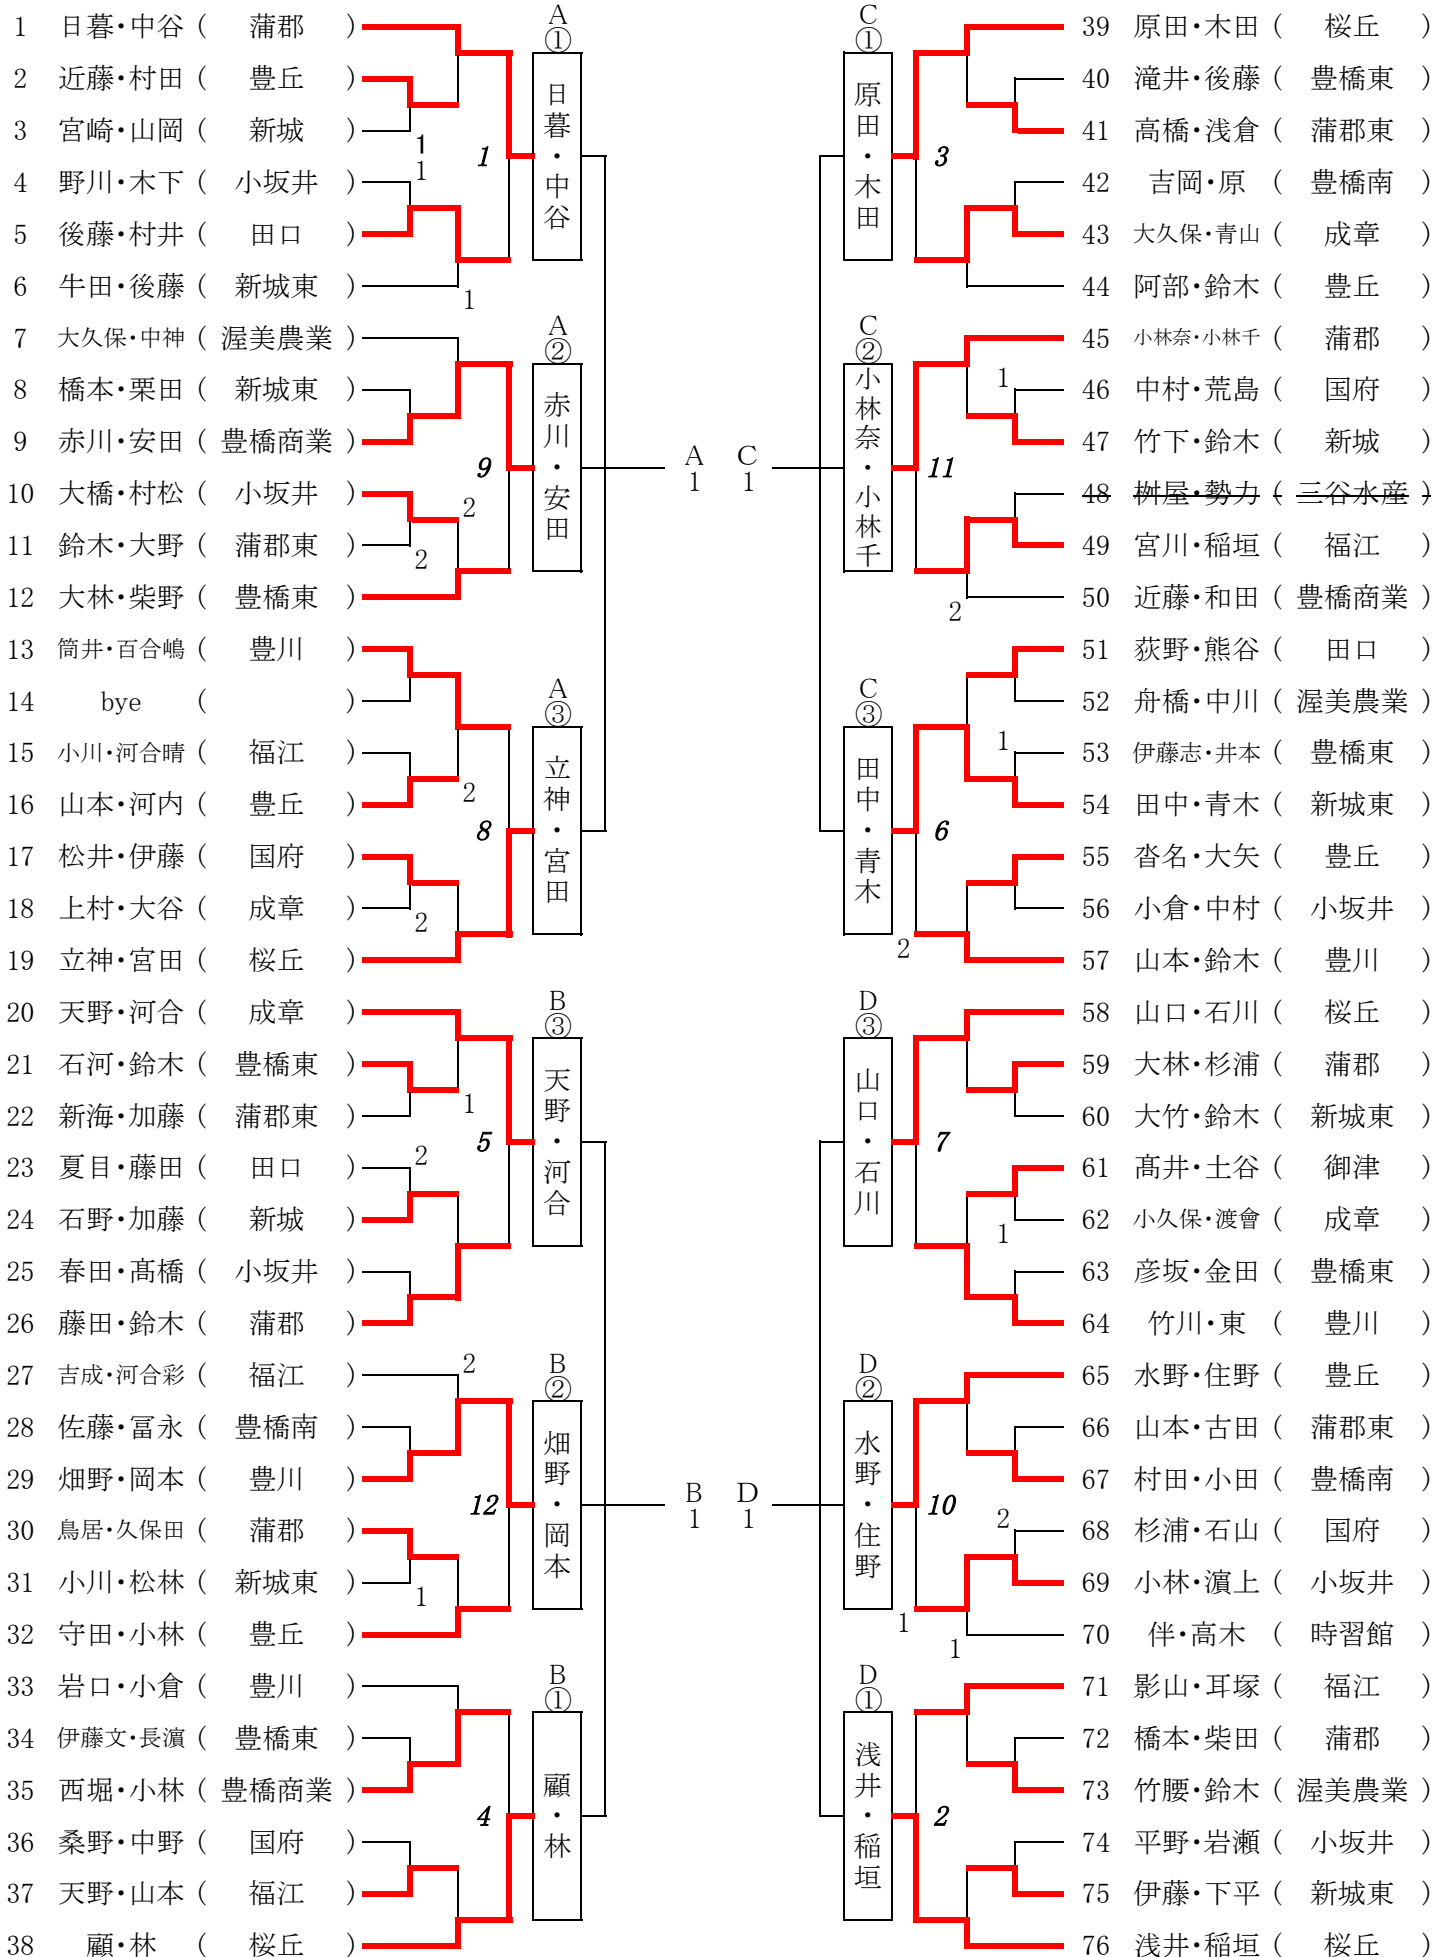 1 日暮・中谷 ( 蒲郡 )
2 近藤・村田 ( 豊丘 )
3 宮崎・山岡 ( 新城 )
4 野川・木下 ( 小坂井 )
5 後藤・村井 ( 田口 )
6 牛田・後藤 ( 新城東 )
7 大久保・中神 ( 渥美農業 )
8 橋本・栗田 ( 新城東 )
9 赤川・安田 ( 豊橋商業 )
10 大橋・村松 ( 小坂井 )
11 鈴木・大野 ( 蒲郡東 )
12 大林・柴野 ( 豊橋東 )
13 筒井・百合嶋 ( 豊川 )
14 bye ( )
15 小川・河合晴 ( 福江 )
16 山本・河内 ( 豊丘 )
17 松井・伊藤 ( 国府 )
18 上村・大谷 ( 成章 )
19 立神・宮田 ( 桜丘 )
20 天野・河合 ( 成章 )
21 石河・鈴木 ( 豊橋東 )
22 新海・加藤 ( 蒲郡東 )
23 夏目・藤田 ( 田口 )
24 石野・加藤 ( 新城 )
25 春田・髙橋 ( 小坂井 )
26 藤田・鈴木 ( 蒲郡 )
27 吉成・河合彩 ( 福江 )
28 佐藤・冨永 ( 豊橋南 )
29 畑野・岡本 ( 豊川 )
30 鳥居・久保田 ( 蒲郡 )
31 小川・松林 ( 新城東 )
32 守田・小林 ( 豊丘 )
33 岩口・小倉 ( 豊川 )
34 伊藤文・長濵 ( 豊橋東 )
35 西堀・小林 ( 豊橋商業 )
36 桑野・中野 ( 国府 )
37 天野・山本 ( 福江 )
38 顧・林 ( 桜丘 )
1
1
1
1
2
2
2
2
1
2
2
1
1
9
8
5
12
4
A①
日暮・中谷
A②
赤川・安田
A③
立神・宮田
B③
天野・河合
B②
畑野・岡本
B①
顧・林
A
1
C
1
B
1
D
1
C①
原田・木田
C②
小林奈・小林千
C③
田中・青木
D③
山口・石川
D②
水野・住野
D①
浅井・稲垣
3
11
6
7
10
2
1
2
1
2
1
2
1
1
39 原田・木田 ( 桜丘 )
40 滝井・後藤 ( 豊橋東 )
41 高橋・浅倉 ( 蒲郡東 )
42 吉岡・原 ( 豊橋南 )
43 大久保・青山 ( 成章 )
44 阿部・鈴木 ( 豊丘 )
45 小林奈・小林千 ( 蒲郡 )
46 中村・荒島 ( 国府 )
47 竹下・鈴木 ( 新城 )
48 桝屋・勢力 ( 三谷水産 )
49 宮川・稲垣 ( 福江 )
50 近藤・和田 ( 豊橋商業 )
51 荻野・熊谷 ( 田口 )
52 舟橋・中川 ( 渥美農業 )
53 伊藤志・井本 ( 豊橋東 )
54 田中・青木 ( 新城東 )
55 沓名・大矢 ( 豊丘 )
56 小倉・中村 ( 小坂井 )
57 山本・鈴木 ( 豊川 )
58 山口・石川 ( 桜丘 )
59 大林・杉浦 ( 蒲郡 )
60 大竹・鈴木 ( 新城東 )
61 髙井・土谷 ( 御津 )
62 小久保・渡會 ( 成章 )
63 彦坂・金田 ( 豊橋東 )
64 竹川・東 ( 豊川 )
65 水野・住野 ( 豊丘 )
66 山本・古田 ( 蒲郡東 )
67 村田・小田 ( 豊橋南 )
68 杉浦・石山 ( 国府 )
69 小林・濵上 ( 小坂井 )
70 伴・高木 ( 時習館 )
71 影山・耳塚 ( 福江 )
72 橋本・柴田 ( 蒲郡 )
73 竹腰・鈴木 ( 渥美農業 )
74 平野・岩瀬 ( 小坂井 )
75 伊藤・下平 ( 新城東 )
76 浅井・稲垣 ( 桜丘 )